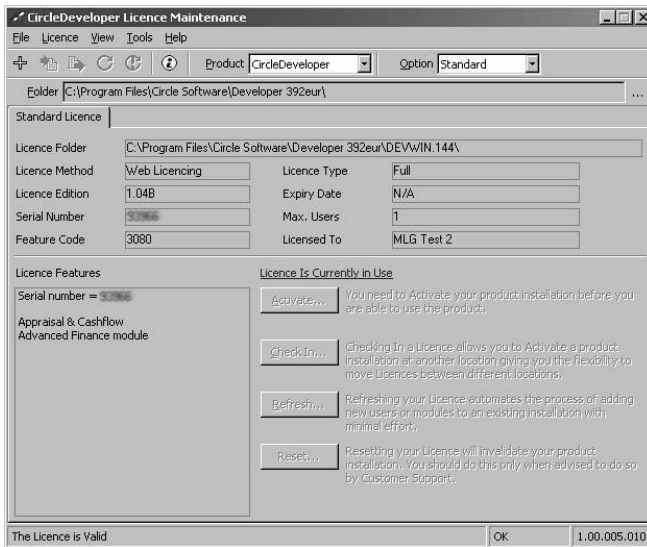 CircleDeveloper Licence Maintenance
File Licence View Tools Help
Product CircleDeveloper Option Standard
Folder C:\Program Files\Circle Software\Developer 392eur\ ...
Standard Licence
Licence Folder C:\Program Files\Circle Software\Developer 392eur\DEVWIN.144\
Licence Method Web Licencing Licence Type Full
Licence Edition 1.04B Expiry Date N/A
Serial Number Max. Users 1
Feature Code 3080 Licensed To MLG Test 2
Licence Features
Serial number =
Appraisal & Cashflow
Advanced Finance module
Licence Is Currently in Use
Activate...
You need to Activate your product installation before you
are able to use the product.
Check In...
Checking In a Licence allows you to Activate a product
installation at another location giving you the flexibility to
move Licences between different locations.
Refresh...
Refreshing your Licence automates the process of adding
new users or modules to an existing installation with
minimal effort.
Reset...
Resetting your Licence will invalidate your product
installation. You should do this only when advised to do so
by Customer Support.
The Licence is Valid OK 1.00.005.010